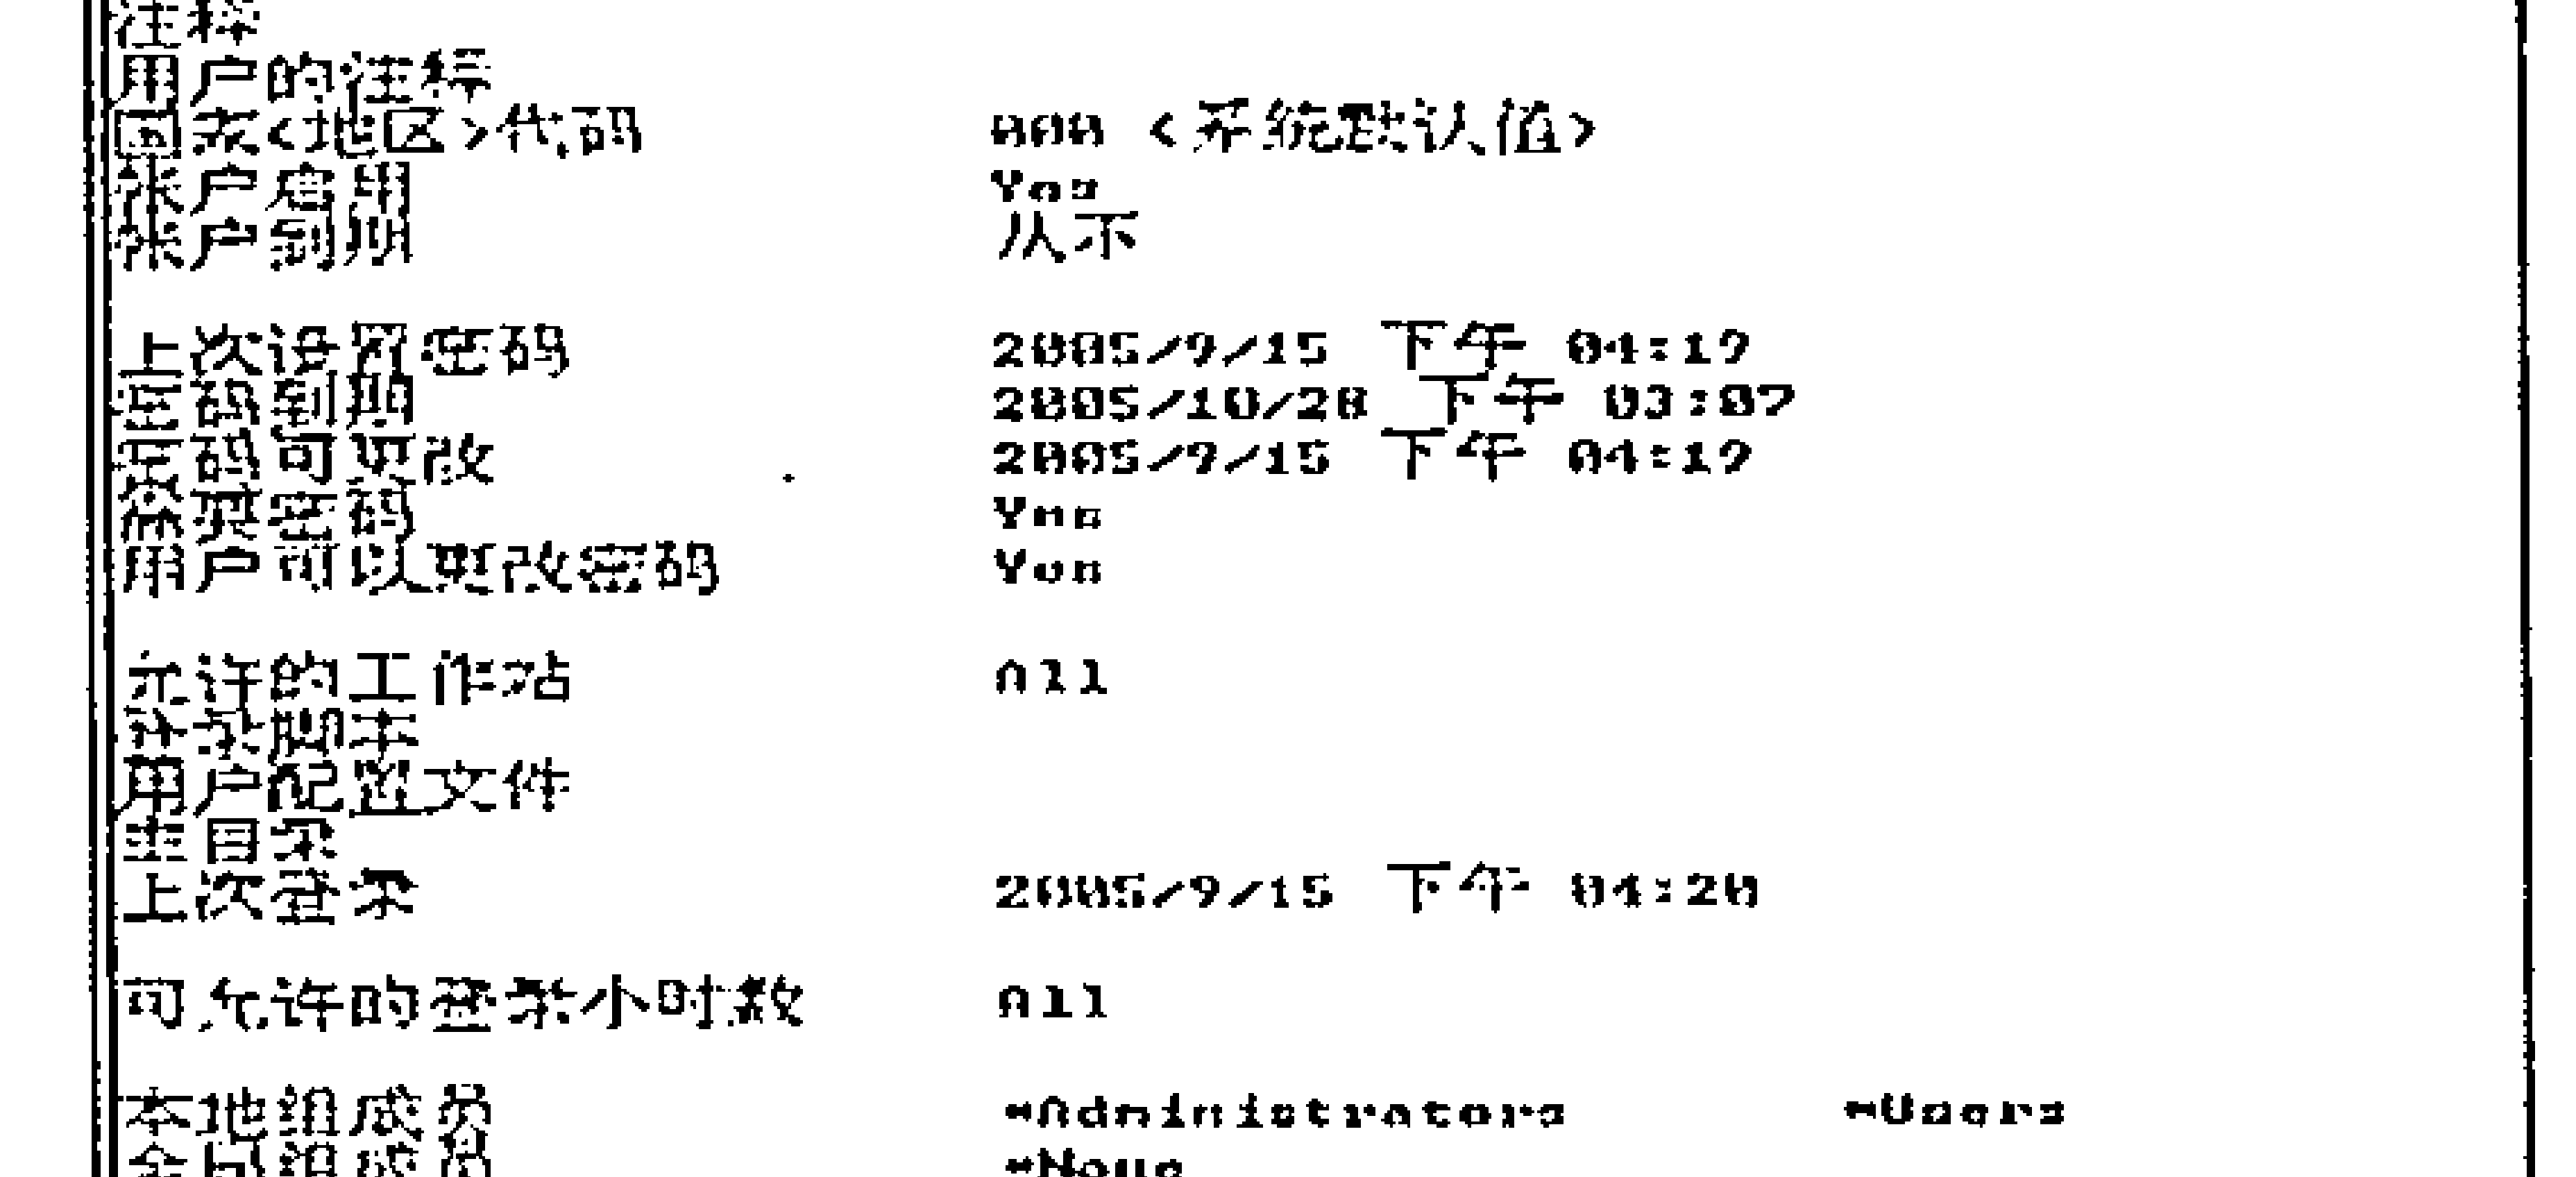 注释
用户的注释
国家(地区)代码 000 (系统默认值)
帐户启用 Yes
帐户到期 从不
上次设置密码 2005/9/15 下午 04:19
密码到期 2005/10/28 下午 03:07
密码可更改 2005/9/15 下午 04:19
需要密码 Yes
用户可以更改密码 Yes
允许的工作站 All
登录脚本
用户配置文件
主目录
上次登录 2005/9/15 下午 04:20
可允许的登录小时数 All
本地组成员 *Administrators *Users
全局组成员 *None